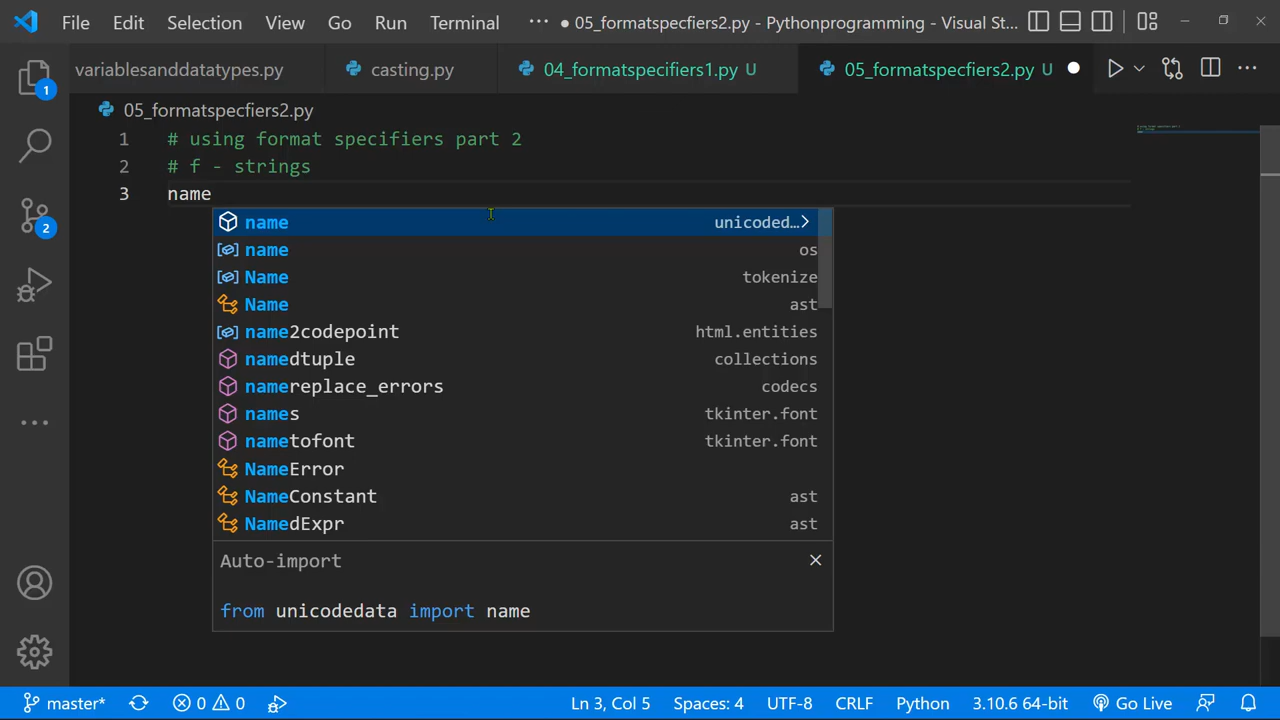 File Edit Selection View Go Run Terminal ··· ● 05_formatspecfiers2.py - Pythonprogramming - Visual St...
variablesanddatatypes.py casting.py 04_formatspecifiers1.py U 05_formatspecfiers2.py U
05_formatspecfiers2.py
1 # using format specifiers part 2
2 # f - strings
3 name
name unicoded...
name os
Name tokenize
Name ast
name2codepoint html.entities
namedtuple collections
namereplace_errors codecs
names tkinter.font
nametofont tkinter.font
NameError
NameConstant ast
NamedExpr ast
Auto-import
from unicodedata import name
1
2
master* 0 0 Ln 3, Col 5 Spaces: 4 UTF-8 CRLF Python 3.10.6 64-bit Go Live